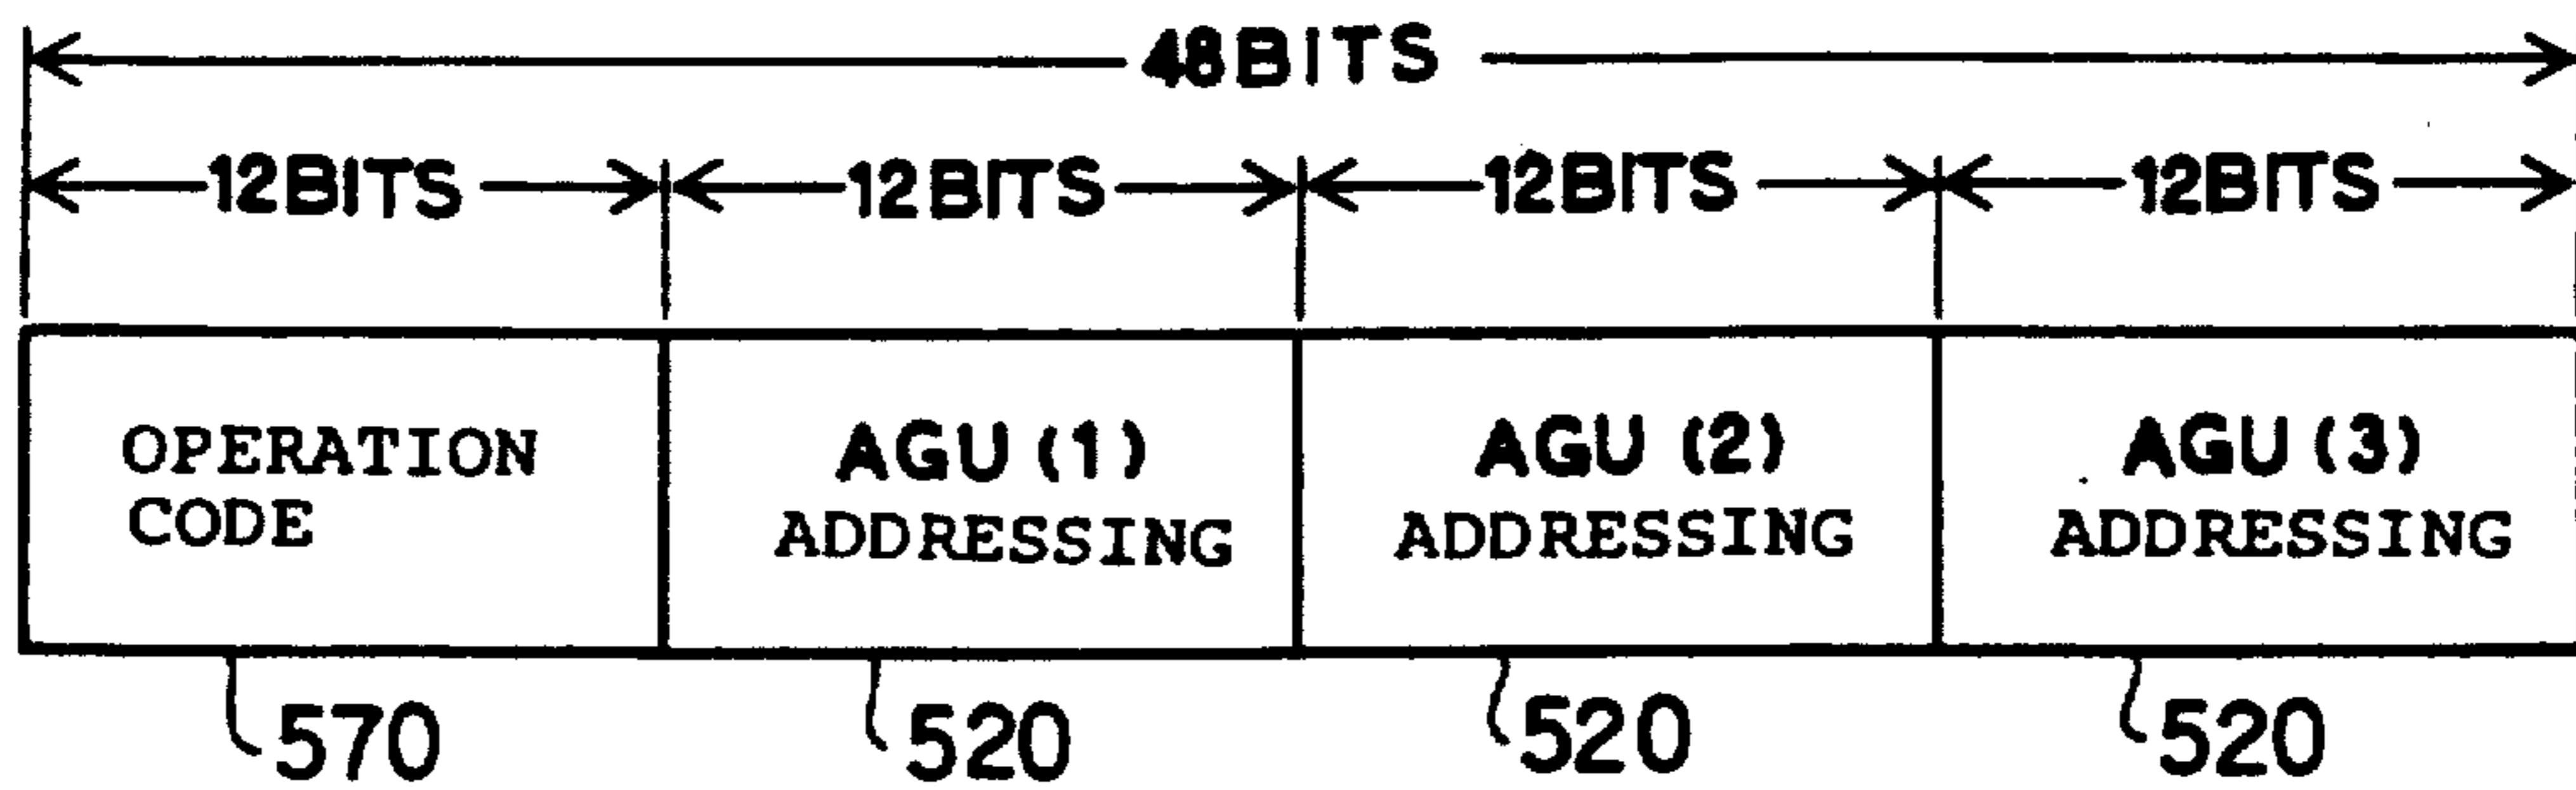 48BITS
12BITS 12BITS 12BITS 12BITS
OPERATION CODE
AGU (1) ADDRESSING
AGU (2) ADDRESSING
AGU (3) ADDRESSING
570 520 520 520